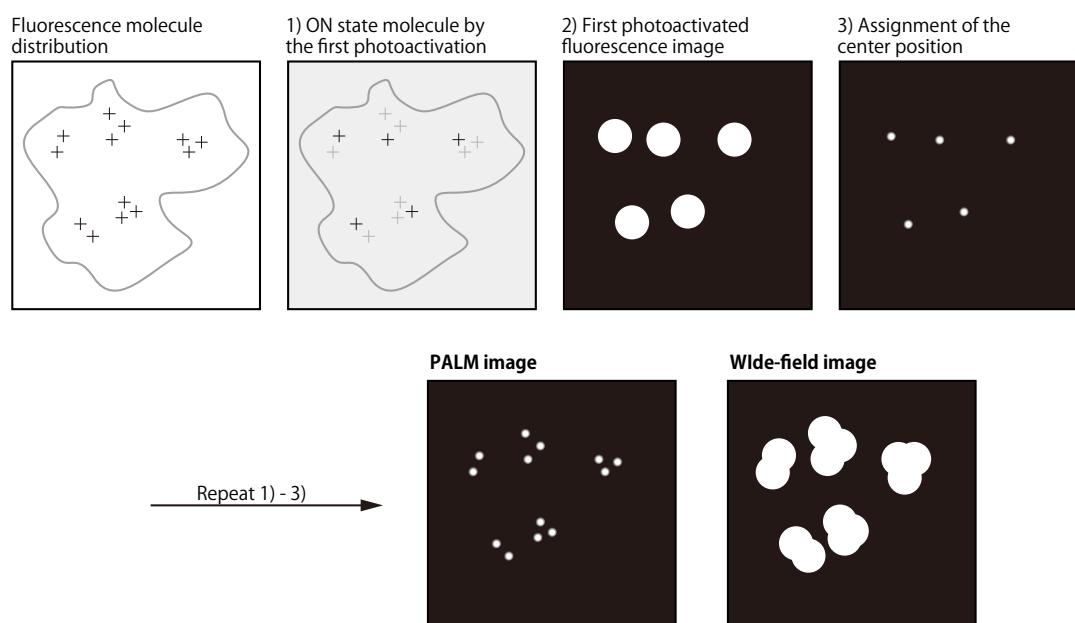 Fluorescence molecule
distribution
1) ON state molecule by
the first photoactivation
2) First photoactivated
fluorescence image
3) Assignment of the
center position
Repeat 1) - 3)
PALM image
WIde-field image